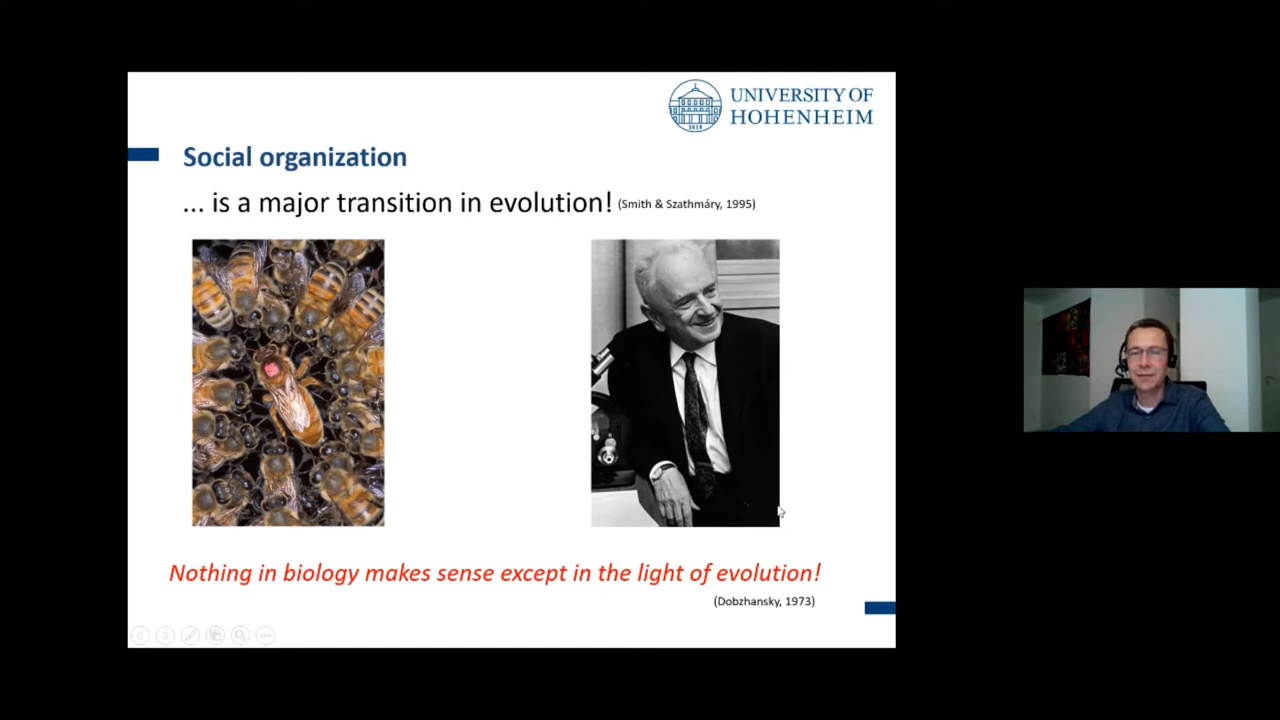 UNIVERSITY OF
HOHENHEIM
Social organization
... is a major transition in evolution! (Smith & Szathmáry, 1995)
Nothing in biology makes sense except in the light of evolution!
(Dobzhansky, 1973)